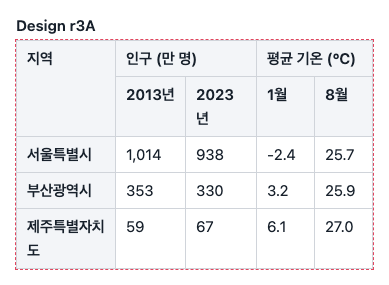 Design r3A
지역 인구 (만 명) 평균 기온 (℃)
2013년 2023 1월 8월
년
서울특별시 1,014 938 -2.4 25.7
부산광역시 353 330 3.2 25.9
제주특별자치 59 67 6.1 27.0
도